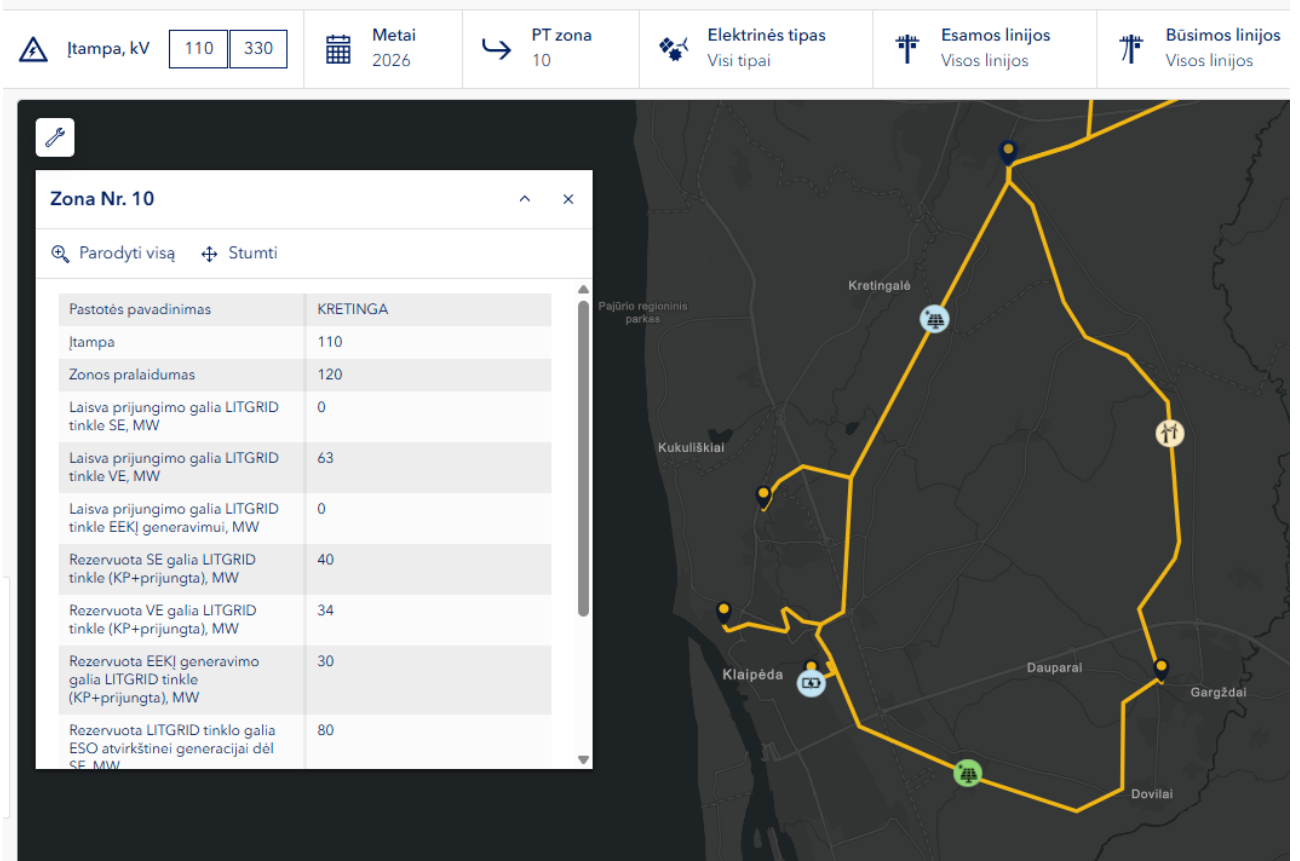 Įtampa, kV
110
330
Metai
2026
PT zona
10
Elektrinės tipas
Visi tipai
Esamos linijos
Visos linijos
Būsimos linijos
Visos linijos
Zona Nr. 10
Parodyti visą
Stumti
Pastotės pavadinimas
KRETINGA
Įtampa
110
Zonos pralaidumas
120
Laisva prijungimo galia LITGRID
tinkle SE, MW
0
Laisva prijungimo galia LITGRID
tinkle VE, MW
63
Laisva prijungimo galia LITGRID
tinkle EEKĮ generavimui, MW
0
Rezervuota SE galia LITGRID
tinkle (KP+prijungta), MW
40
Rezervuota VE galia LITGRID
tinkle (KP+prijungta), MW
34
Rezervuota EEKĮ generavimo
galia LITGRID tinkle
(KP+prijungta), MW
30
Rezervuota LITGRID tinklo galia
ESO atvirkštinei generacijai dėl
SE, MW
80
Kretingalė
Pajūrio regioninis
parkas
Kukuliškiai
Klaipėda
Dauparai
Gargždai
Dovilai